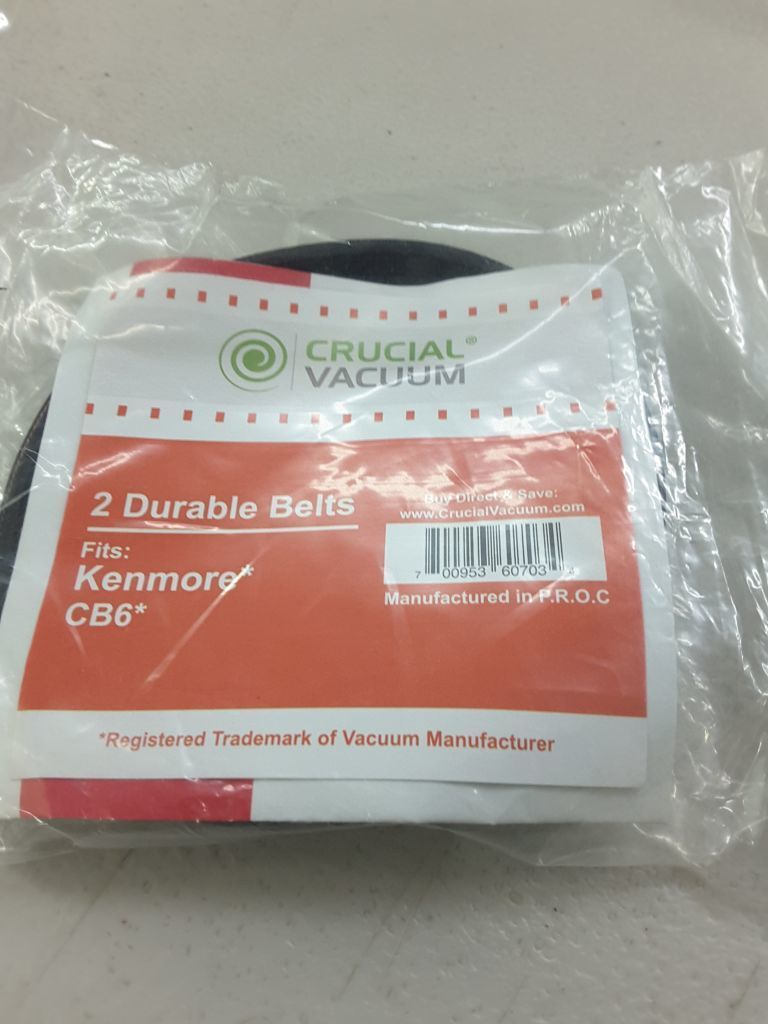 CRUCIAL®
VACUUM
2 Durable Belts
Fits:
Kenmore*
CB6*
Buy Direct & Save:
www.CrucialVacuum.com
7 00953 60703
Manufactured in P.R.O.C
*Registered Trademark of Vacuum Manufacturer